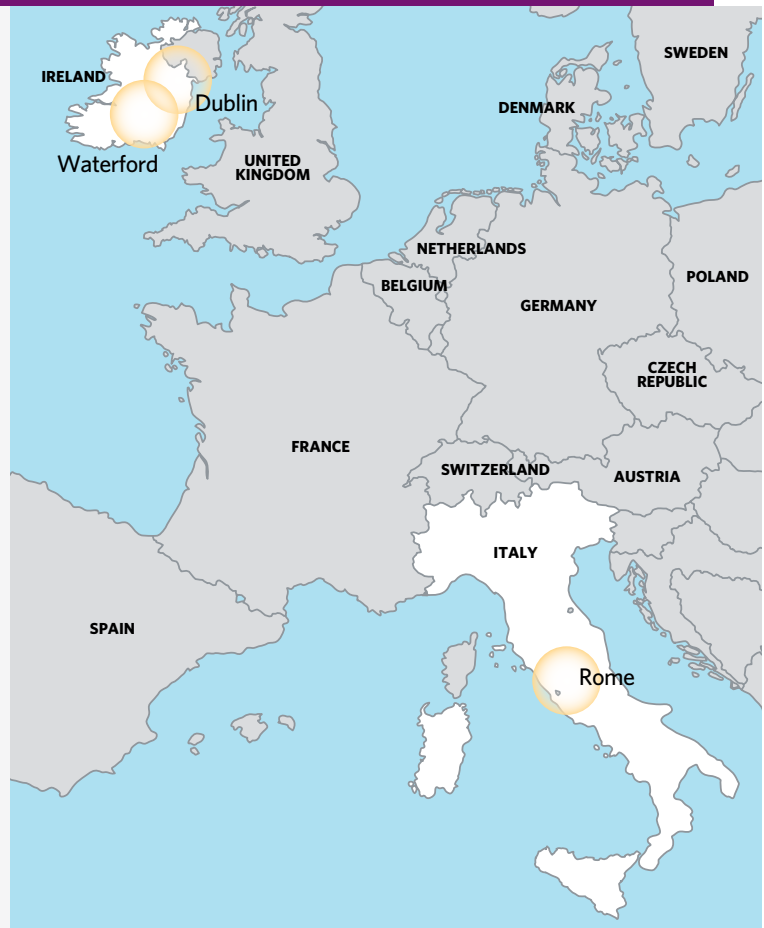 SWEDEN
IRELAND
Dublin
DENMARK
Waterford
UNITED
KINGDOM
NETHERLANDS
POLAND
BELGIUM
GERMANY
CZECH
REPUBLIC
FRANCE
SWITZERLAND
AUSTRIA
ITALY
SPAIN
Rome